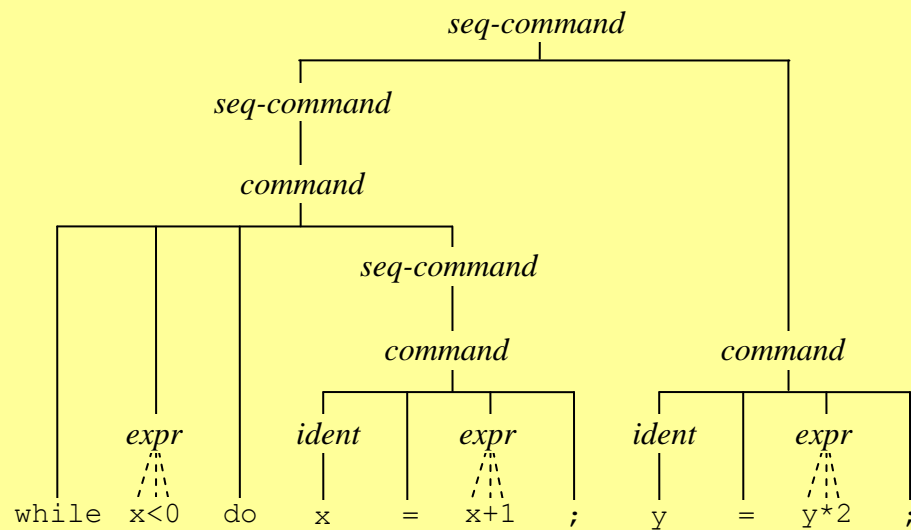 seq-command
seq-command
command
seq-command
command command
expr ident expr ident expr
while x<0 do x = x+1 ; y = y*2 ;